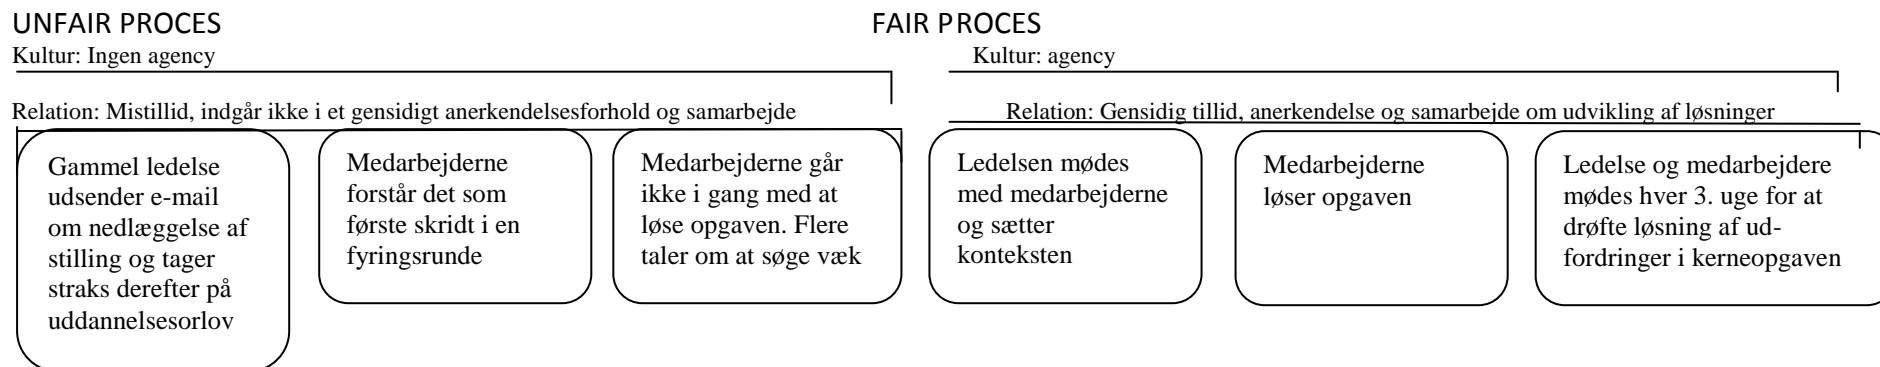 UNFAIR PROCES
Kultur: Ingen agency
Relation: Mistillid, indgår ikke i et gensidigt anerkendelsesforhold og samarbejde
Gammel ledelse
udsender e-mail
om nedlæggelse af
stilling og tager
straks derefter på
uddannelsesorlov
Medarbejderne
forstår det som
første skridt i en
fyringsrunde
Medarbejderne går
ikke i gang med at
løse opgaven. Flere
taler om at søge væk
FAIR PROCES
Kultur: agency
Relation: Gensidig tillid, anerkendelse og samarbejde om udvikling af løsninger
Ledelsen mødes
med medarbejderne
og sætter
konteksten
Medarbejderne
løser opgaven
Ledelse og medarbejdere
mødes hver 3. uge for at
drøfte løsning af ud-
fordringer i kerneopgaven